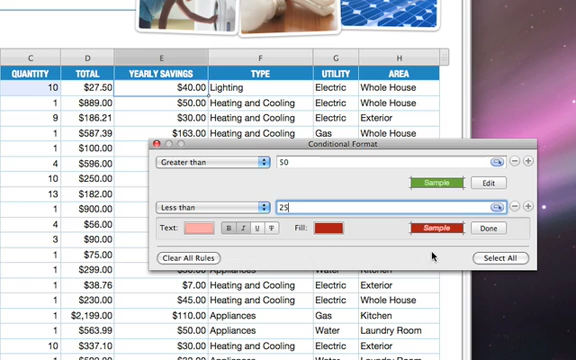 C D E F G H
QUANTITY TOTAL YEARLY SAVINGS TYPE UTILITY AREA
10 $27.50 $40.00 Lighting Electric Whole House
1 $889.00 $50.00 Heating and Cooling Electric Whole House
9 $186.21 $30.00 Heating and Cooling Electric Exterior
1 $587.39 $163.00 Heating and Cooling Gas Whole House
1 $100.00
Conditional Format
4 $596.00
Greater than 50
10 $250.00
Sample Edit
13 $182.00
1 $900.00
Less than 25
4 $44.00
Text: B I U T Fill: Sample Done
3 $90.00
1 $75.00
Clear All Rules Select All
1 $299.00 Appliances Water Kitchen
1 $38.76 $7.00 Heating and Cooling Electric Exterior
1 $230.00 $45.00 Heating and Cooling Electric Whole House
1 $2,199.00 $110.00 Appliances Gas Kitchen
1 $563.99 $50.00 Appliances Water Laundry Room
10 $337.10 $30.00 Heating and Cooling Electric Exterior